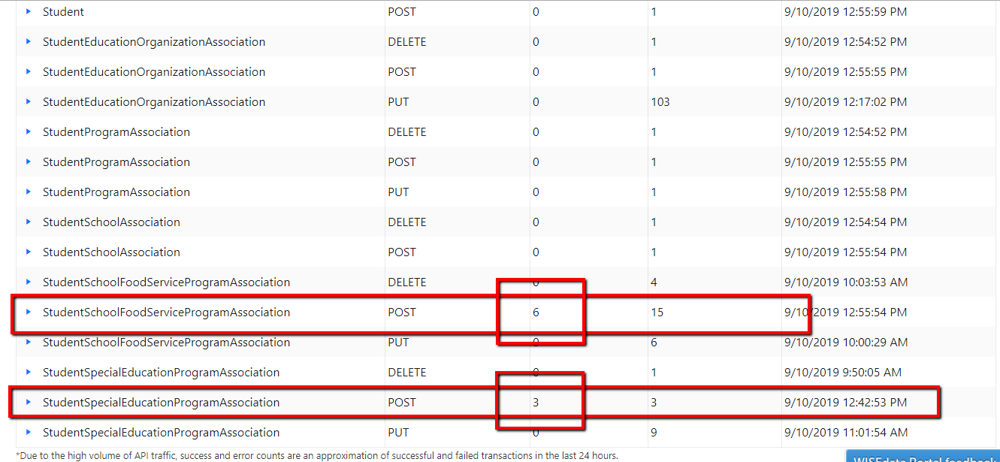 Student POST 0 1 9/10/2019 12:55:59 PM
StudentEducationOrganizationAssociation DELETE 0 1 9/10/2019 12:54:52 PM
StudentEducationOrganizationAssociation POST 0 1 9/10/2019 12:55:55 PM
StudentEducationOrganizationAssociation PUT 0 103 9/10/2019 12:17:02 PM
StudentProgramAssociation DELETE 0 1 9/10/2019 12:54:52 PM
StudentProgramAssociation POST 0 1 9/10/2019 12:55:55 PM
StudentProgramAssociation PUT 0 1 9/10/2019 12:55:58 PM
StudentSchoolAssociation DELETE 0 1 9/10/2019 12:54:54 PM
StudentSchoolAssociation POST 0 1 9/10/2019 12:55:54 PM
StudentSchoolFoodServiceProgramAssociation DELETE 0 4 9/10/2019 10:03:53 AM
StudentSchoolFoodServiceProgramAssociation POST 6 15 9/10/2019 12:55:54 PM
StudentSchoolFoodServiceProgramAssociation PUT 0 6 9/10/2019 10:00:29 AM
StudentSpecialEducationProgramAssociation DELETE 0 1 9/10/2019 9:50:05 AM
StudentSpecialEducationProgramAssociation POST 3 3 9/10/2019 12:42:53 PM
StudentSpecialEducationProgramAssociation PUT 0 9 9/10/2019 11:01:54 AM
*Due to the high volume of API traffic, success and error counts are an approximation of successful and failed transactions in the last 24 hours.
WISEdata Portal feedback